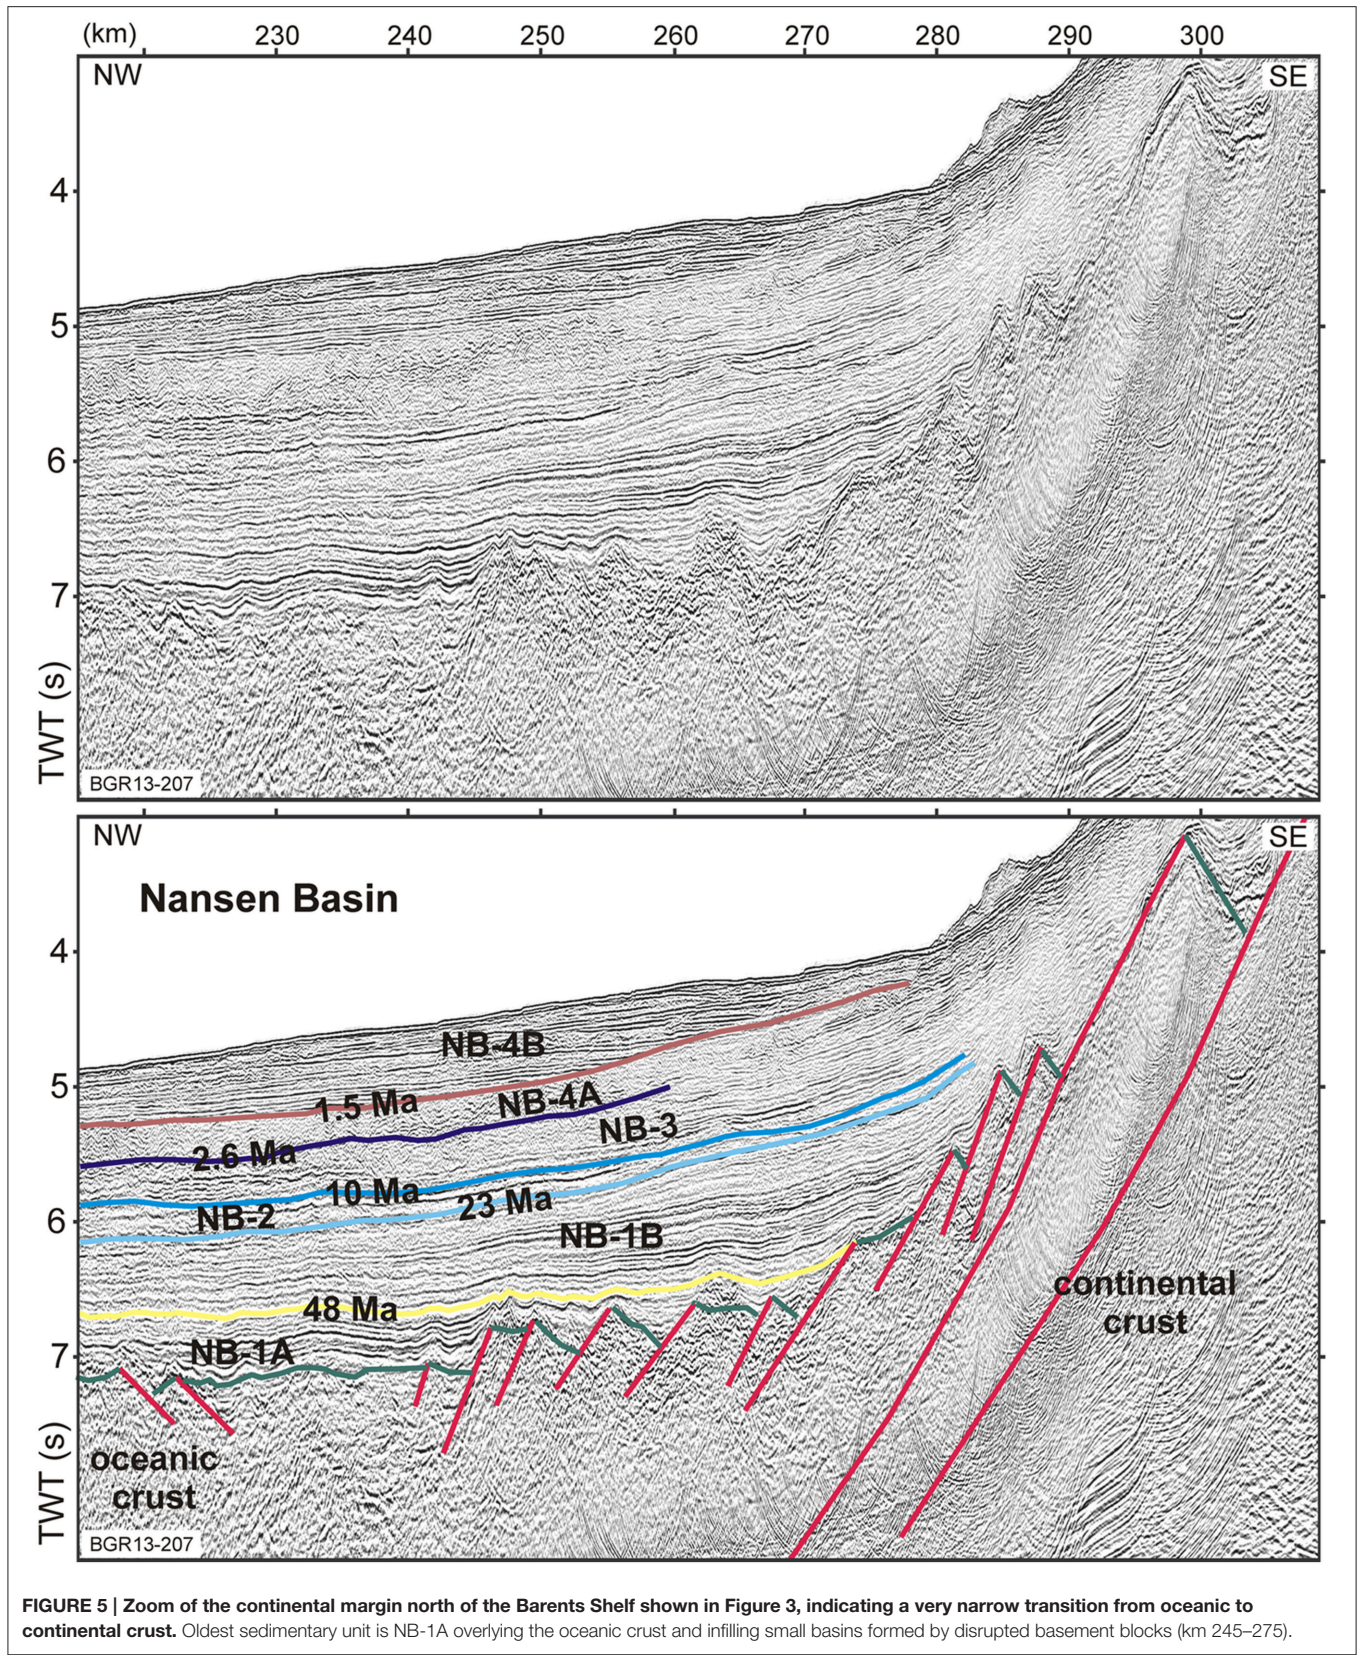 (km) 230 240 250 260 270 280 290 300
NW SE
4
5
6
7
TWT (s)
BGR13-207
NW SE
Nansen Basin
4
NB-4B
5
1.5 Ma NB-4A
2.6 Ma NB-3
10 Ma 23 Ma
NB-2
6
NB-1B
continental
crust
48 Ma
NB-1A
7
oceanic
crust
TWT (s)
BGR13-207
FIGURE 5 | Zoom of the continental margin north of the Barents Shelf shown in Figure 3, indicating a very narrow transition from oceanic to
continental crust. Oldest sedimentary unit is NB-1A overlying the oceanic crust and infilling small basins formed by disrupted basement blocks (km 245–275).